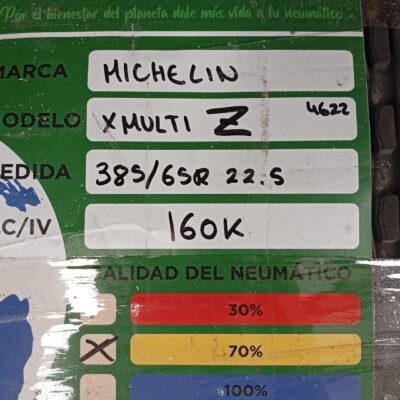 Por el bienestar del planeta dale más vida a tu neumático...
MARCA MICHELIN
MODELO X MULTI Z 4622
MEDIDA 385/65R 22.5
C/IV 160K
CALIDAD DEL NEUMÁTICO
30%
X 70%
100%